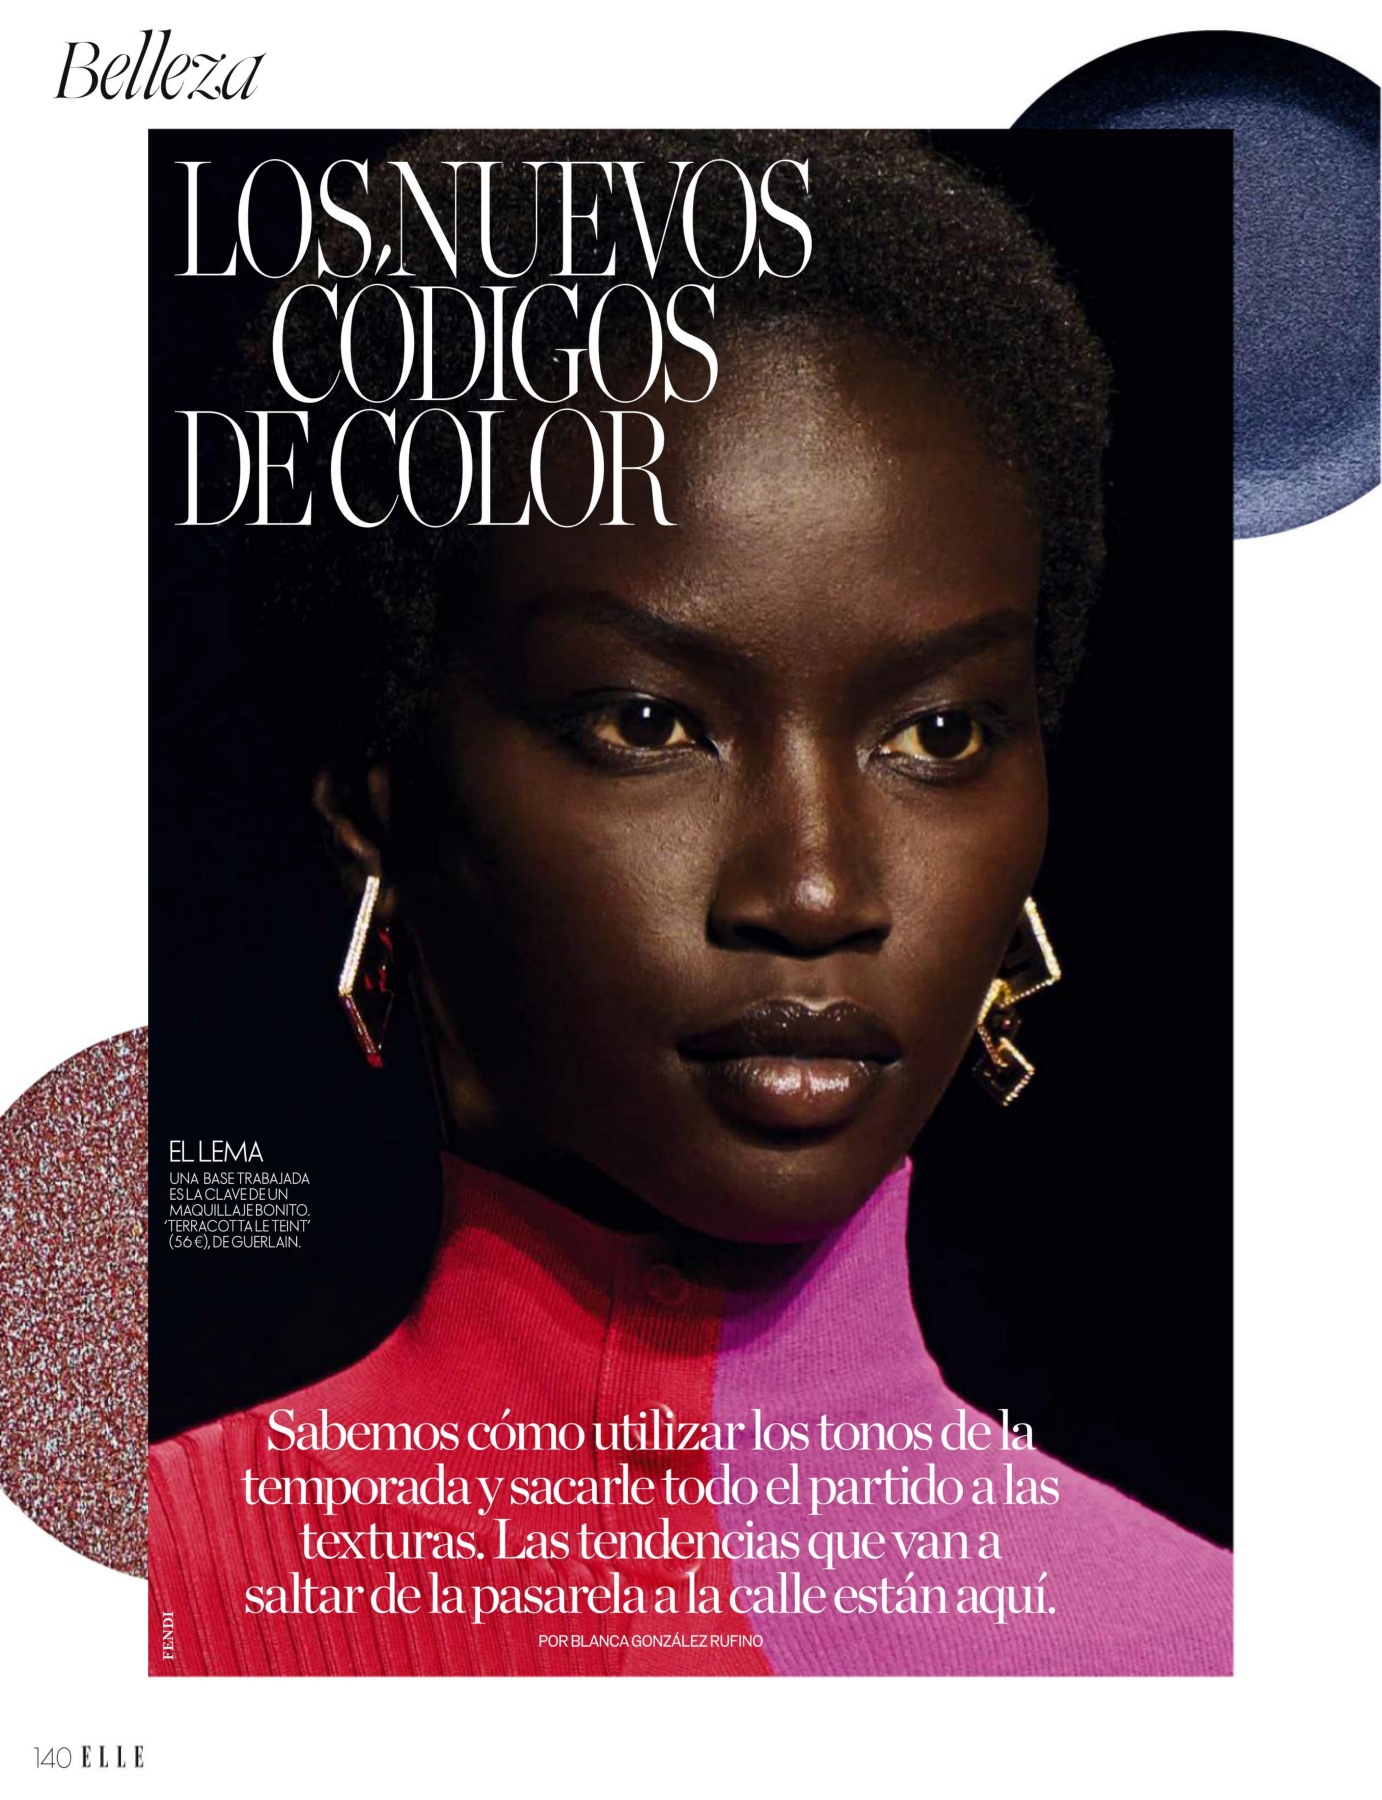 Belleza
LOS NUEVOS
CÓDIGOS
DE COLOR
EL LEMA
UNA BASE TRABAJADA
ES LA CLAVE DE UN
MAQUILLAJE BONITO.
‘TERRACOTTA LE TEINT’
(56 €), DE GUERLAIN.
Sabemos cómo utilizar los tonos de la
temporada y sacarle todo el partido a las
texturas. Las tendencias que van a
saltar de la pasarela a la calle están aquí.
POR BLANCA GONZÁLEZ RUFINO
FENDI
140 ELLE